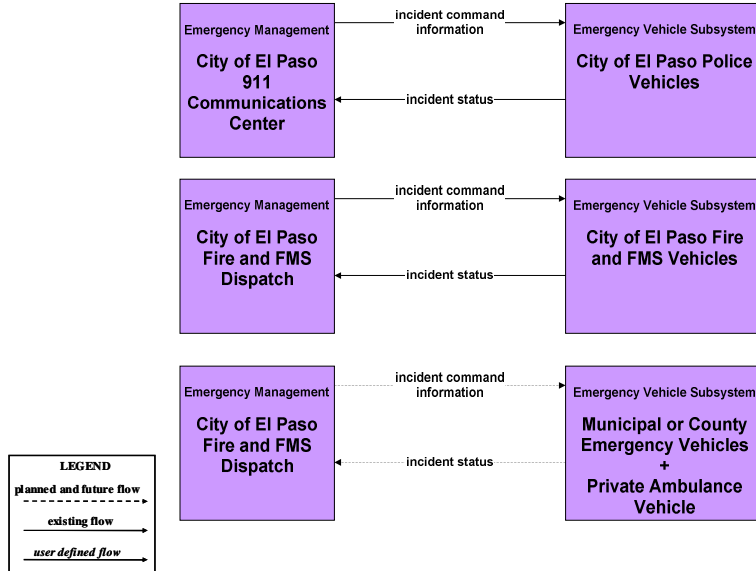 Emergency Management
City of El Paso
911
Communications
Center
incident command
information
incident status
Emergency Vehicle Subsystem
City of El Paso Police
Vehicles
Emergency Management
City of El Paso
Fire and FMS
Dispatch
incident command
information
incident status
Emergency Vehicle Subsystem
City of El Paso Fire
and FMS Vehicles
Emergency Management
City of El Paso
Fire and FMS
Dispatch
incident command
information
incident status
Emergency Vehicle Subsystem
Municipal or County
Emergency Vehicles
+
Private Ambulance
Vehicle
LEGEND
planned and future flow
existing flow
user defined flow